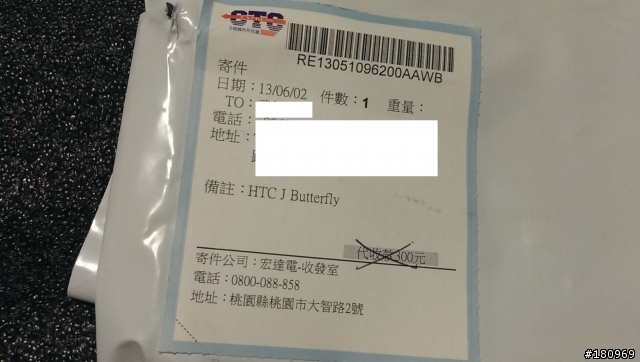 CTC
RE13051096200AAWB
寄件
日期：13/06/02 件數：1 重量：
TO：
電話：
地址：
備註：HTC J Butterfly
代收款300元
寄件公司：宏達電-收發室
電話：0800-088-858
地址：桃園縣桃園市大智路2號
#180969